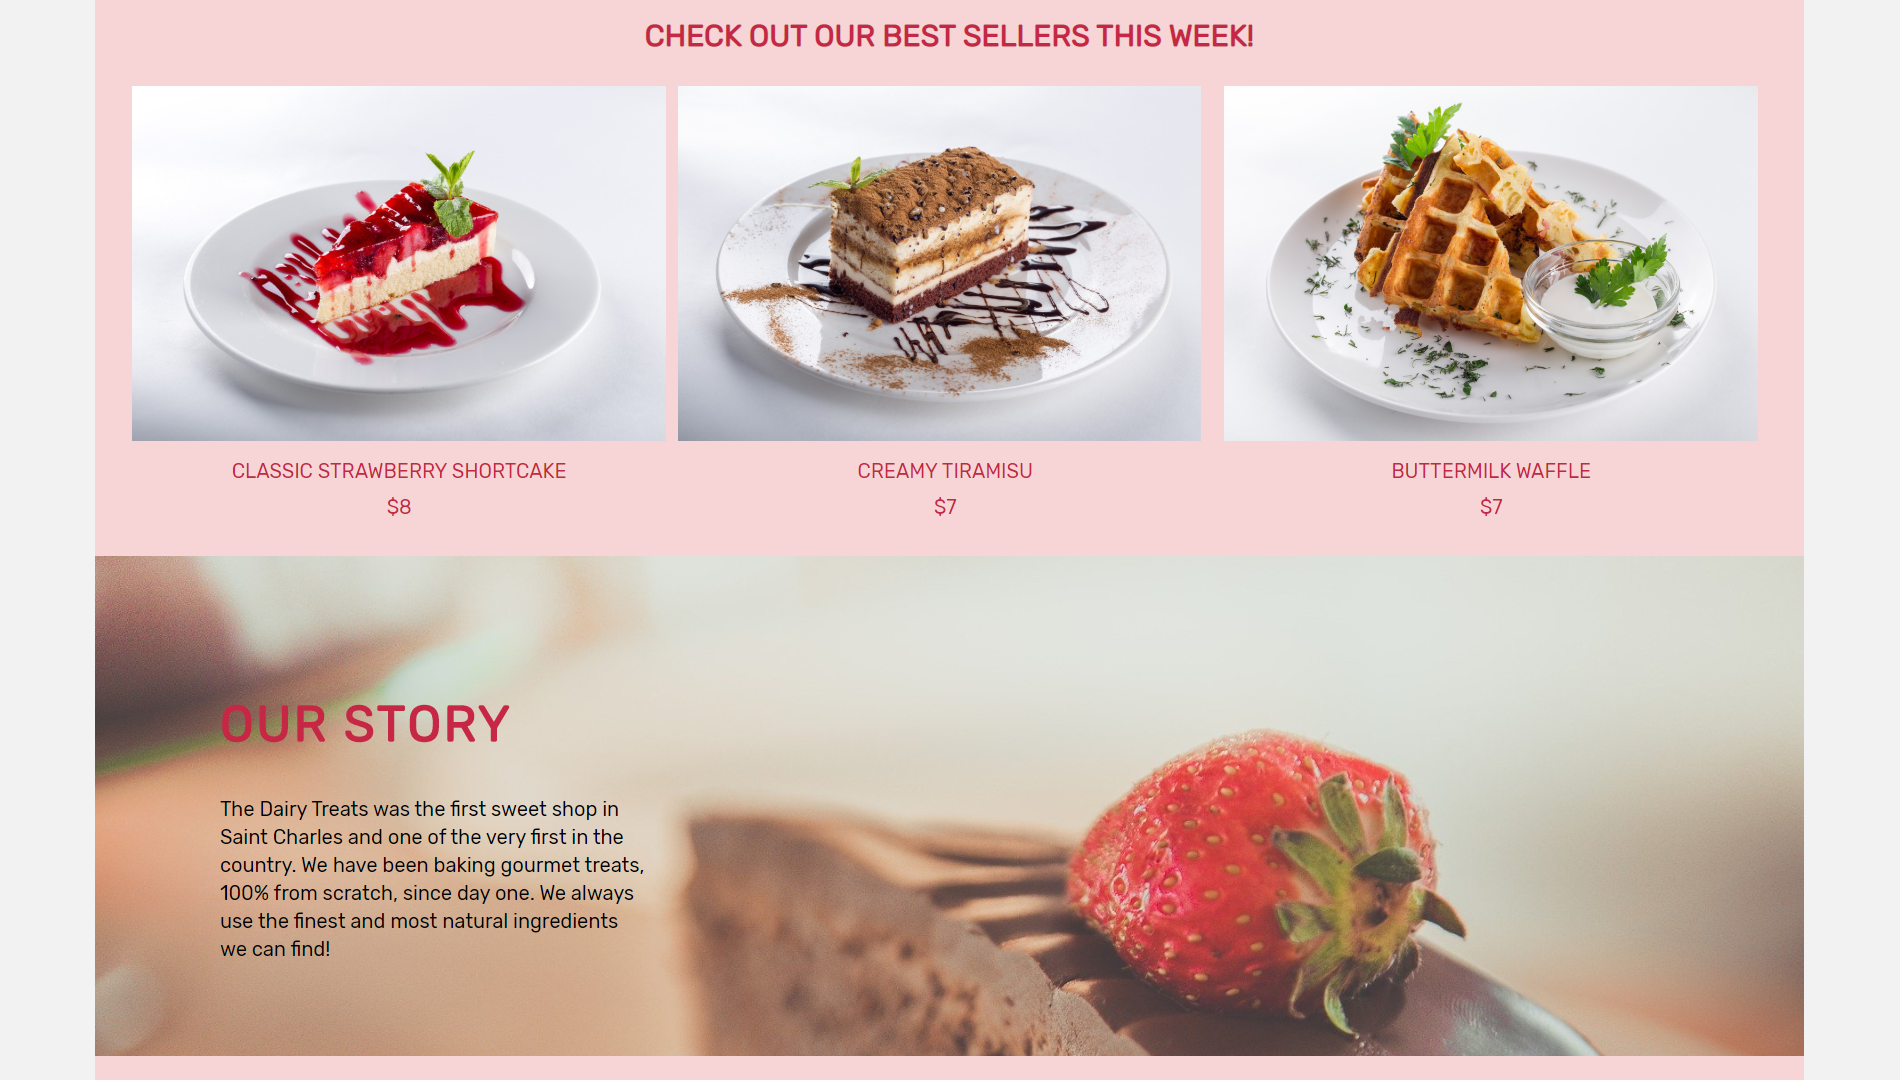 CHECK OUT OUR BEST SELLERS THIS WEEK!
CLASSIC STRAWBERRY SHORTCAKE
$8
CREAMY TIRAMISU
$7
BUTTERMILK WAFFLE
$7
OUR STORY
The Dairy Treats was the first sweet shop in
Saint Charles and one of the very first in the
country. We have been baking gourmet treats,
100% from scratch, since day one. We always
use the finest and most natural ingredients
we can find!